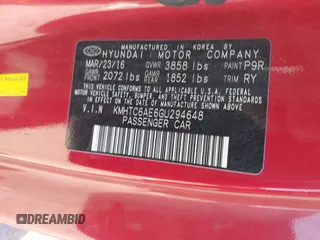 MANUFACTURED IN KOREA BY
HYUNDAI MOTOR COMPANY
MAR/23/16 GVWR 3858 lbs PAINT P9R
FRONT 2072 lbs GAWR REAR 1852 lbs TRIM RY
THIS VEHICLE CONFORMS TO ALL APPLICABLE
U.S. FEDERAL MOTOR VEHICLE SAFETY, BUMPER,
AND THEFT PREVENTION STANDARDS IN EFFECT ON THE
DATE OF MANUFACTURE SHOWN ABOVE.
V.I.N KMHTC6AE6GU294648
PASSENGER CAR
© DREAMBID
dreambid.com